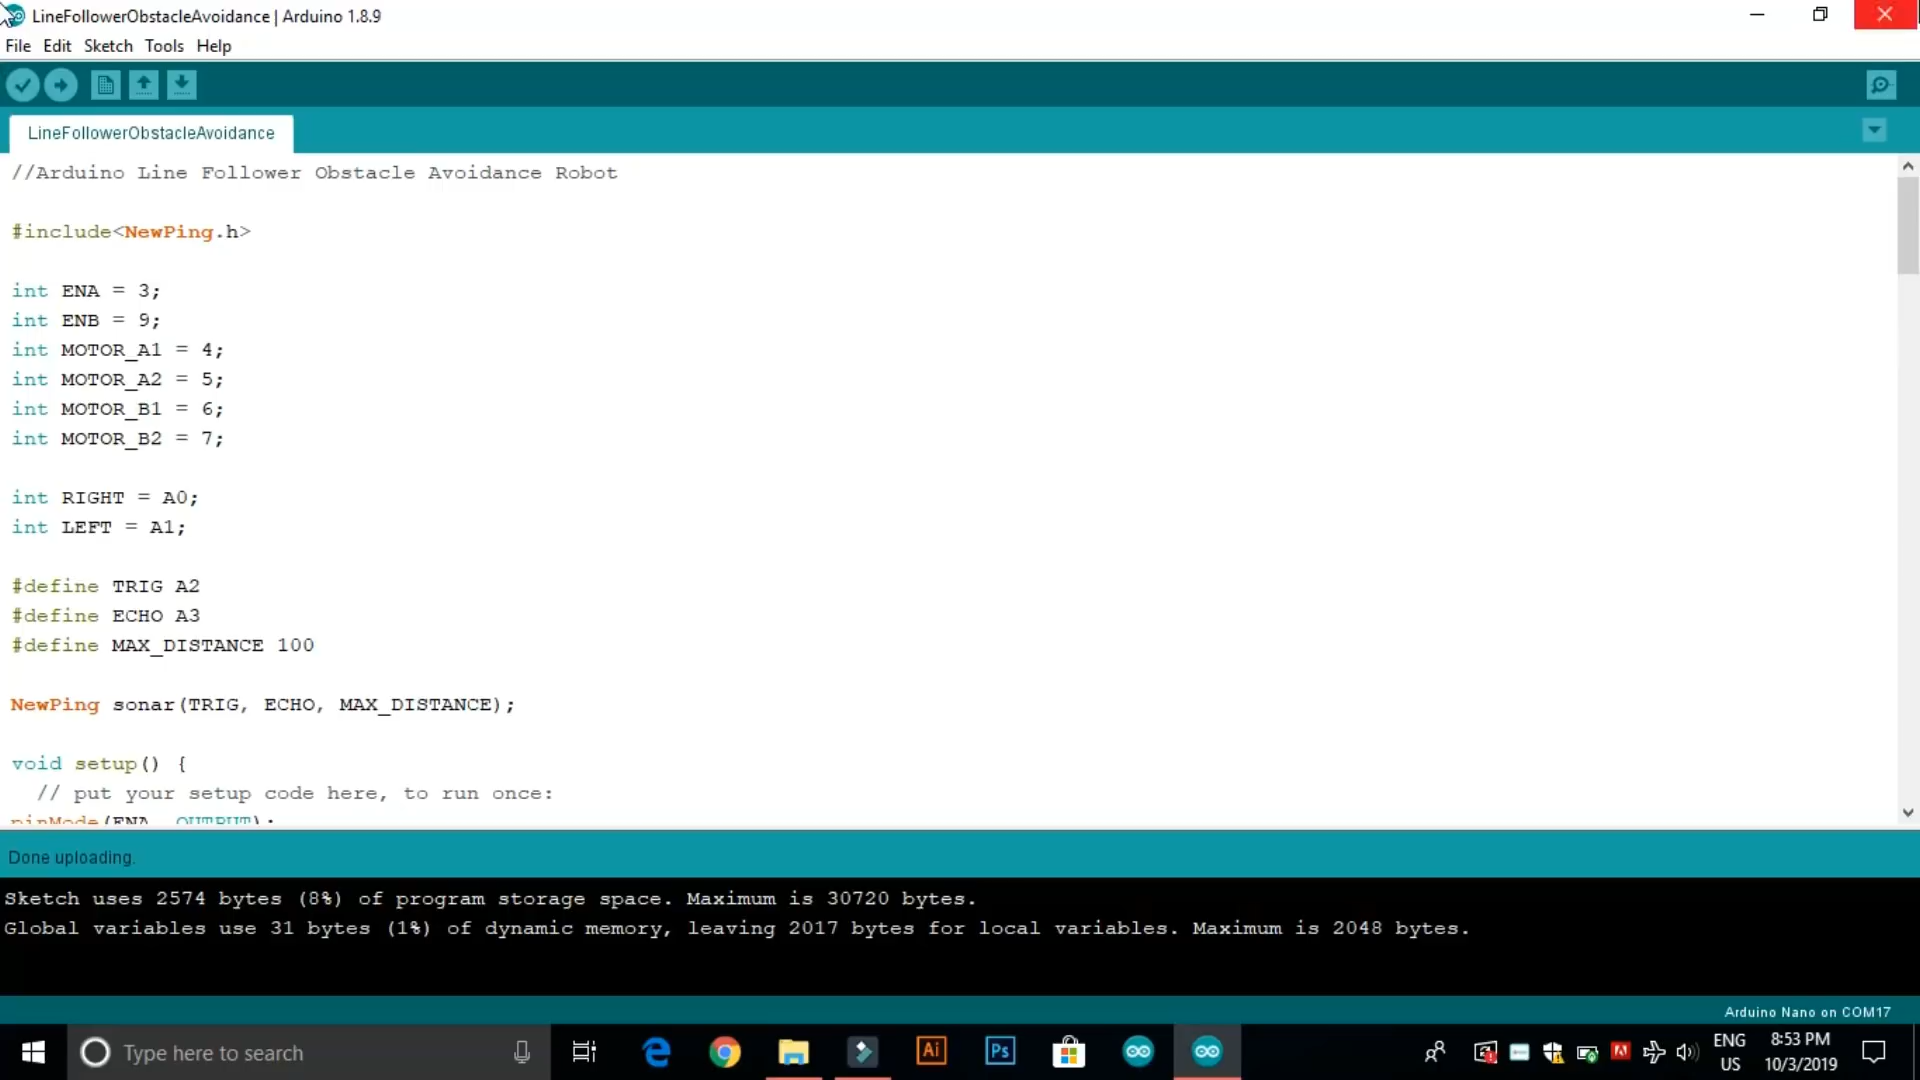 LineFollowerObstacleAvoidance | Arduino 1.8.9
File Edit Sketch Tools Help
LineFollowerObstacleAvoidance
//Arduino Line Follower Obstacle Avoidance Robot
#include<NewPing.h>
int ENA = 3;
int ENB = 9;
int MOTOR_A1 = 4;
int MOTOR_A2 = 5;
int MOTOR_B1 = 6;
int MOTOR_B2 = 7;
int RIGHT = A0;
int LEFT = A1;
#define TRIG A2
#define ECHO A3
#define MAX_DISTANCE 100
NewPing sonar(TRIG, ECHO, MAX_DISTANCE);
void setup() {
// put your setup code here, to run once:
pinMode(ENA, OUTPUT);
Done uploading.
Sketch uses 2574 bytes (8%) of program storage space. Maximum is 30720 bytes.
Global variables use 31 bytes (1%) of dynamic memory, leaving 2017 bytes for local variables. Maximum is 2048 bytes.
Arduino Nano on COM17
Type here to search
Ai
Ps
ENG
US
8:53 PM
10/3/2019